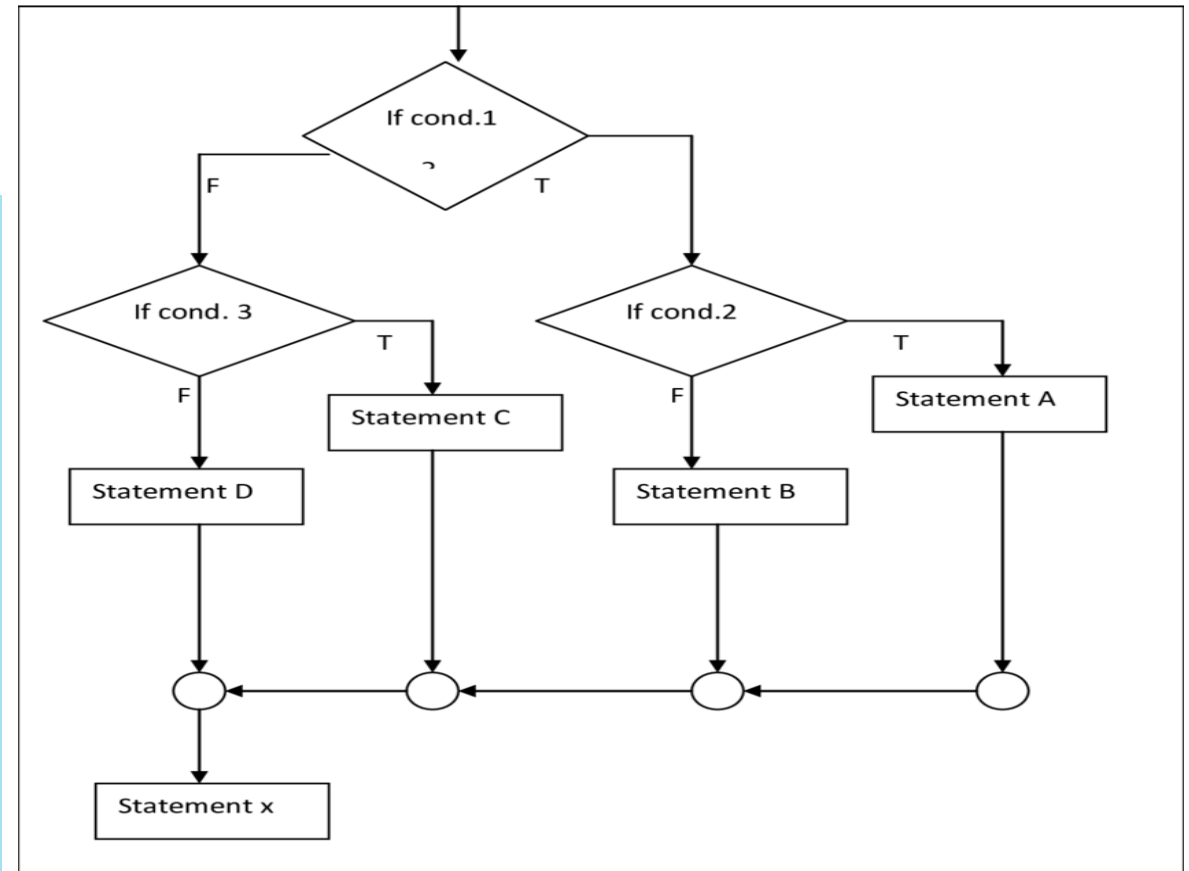 If cond.1
F
T
If cond. 3
If cond.2
T
T
F
Statement C
F
Statement A
Statement D
Statement B
Statement x